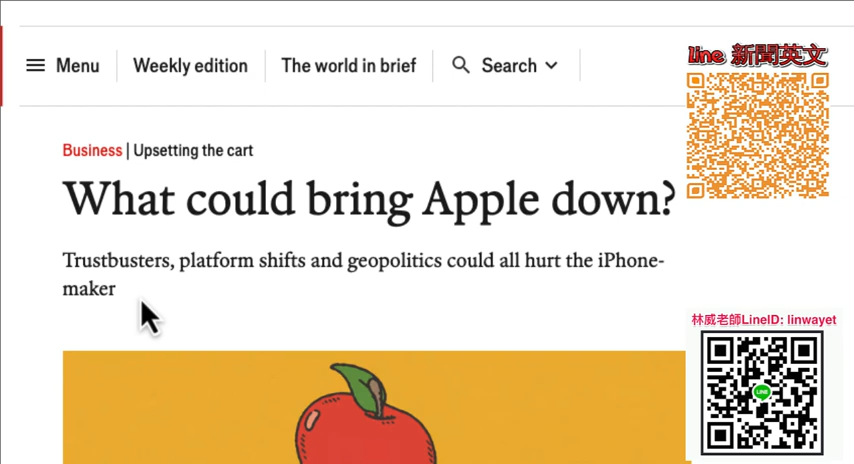 Menu
Weekly edition
The world in brief
Search
line 新聞英文
Business | Upsetting the cart
What could bring Apple down?
Trustbusters, platform shifts and geopolitics could all hurt the iPhone-
maker
林威老師LineID: linwayet
LINE